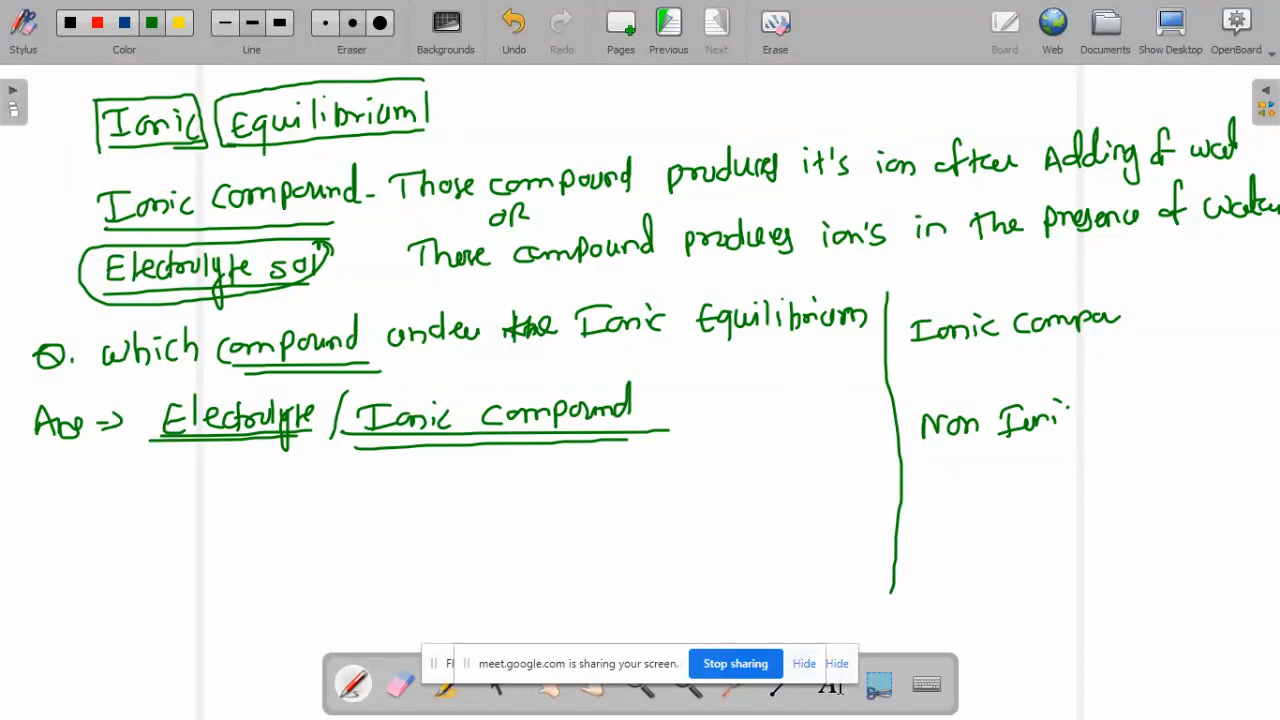 Stylus
Color
Line
Eraser
Backgrounds
Undo
Redo
Pages
Previous
Next
Erase
Board
Web
Documents
Show Desktop
OpenBoard
Ionic Equilibrium
Ionic compound - Those compound produces it's ion after Adding of wat
OR
Electrolyte sol These compound produces ion's in the presence of water
Q. which compound under the Ionic Equilibrium
Ans => Electrolyte / Ionic compound
Ionic Compou
Non Ioni
meet.google.com is sharing your screen.
Stop sharing
Hide
Hide